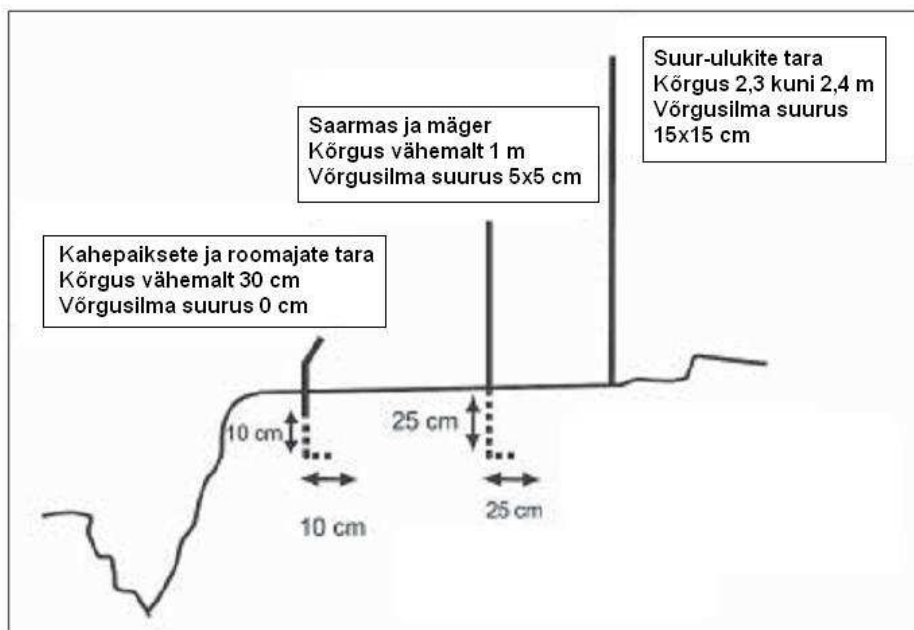 Suur-ulukite tara
Kõrgus 2,3 kuni 2,4 m
Võrgusilma suurus
15x15 cm
Saarmas ja mäger
Kõrgus vähemalt 1 m
Võrgusilma suurus 5x5 cm
Kahepaiksete ja roomajate tara
Kõrgus vähemalt 30 cm
Võrgusilma suurus 0 cm
10 cm
25 cm
10 cm
25 cm